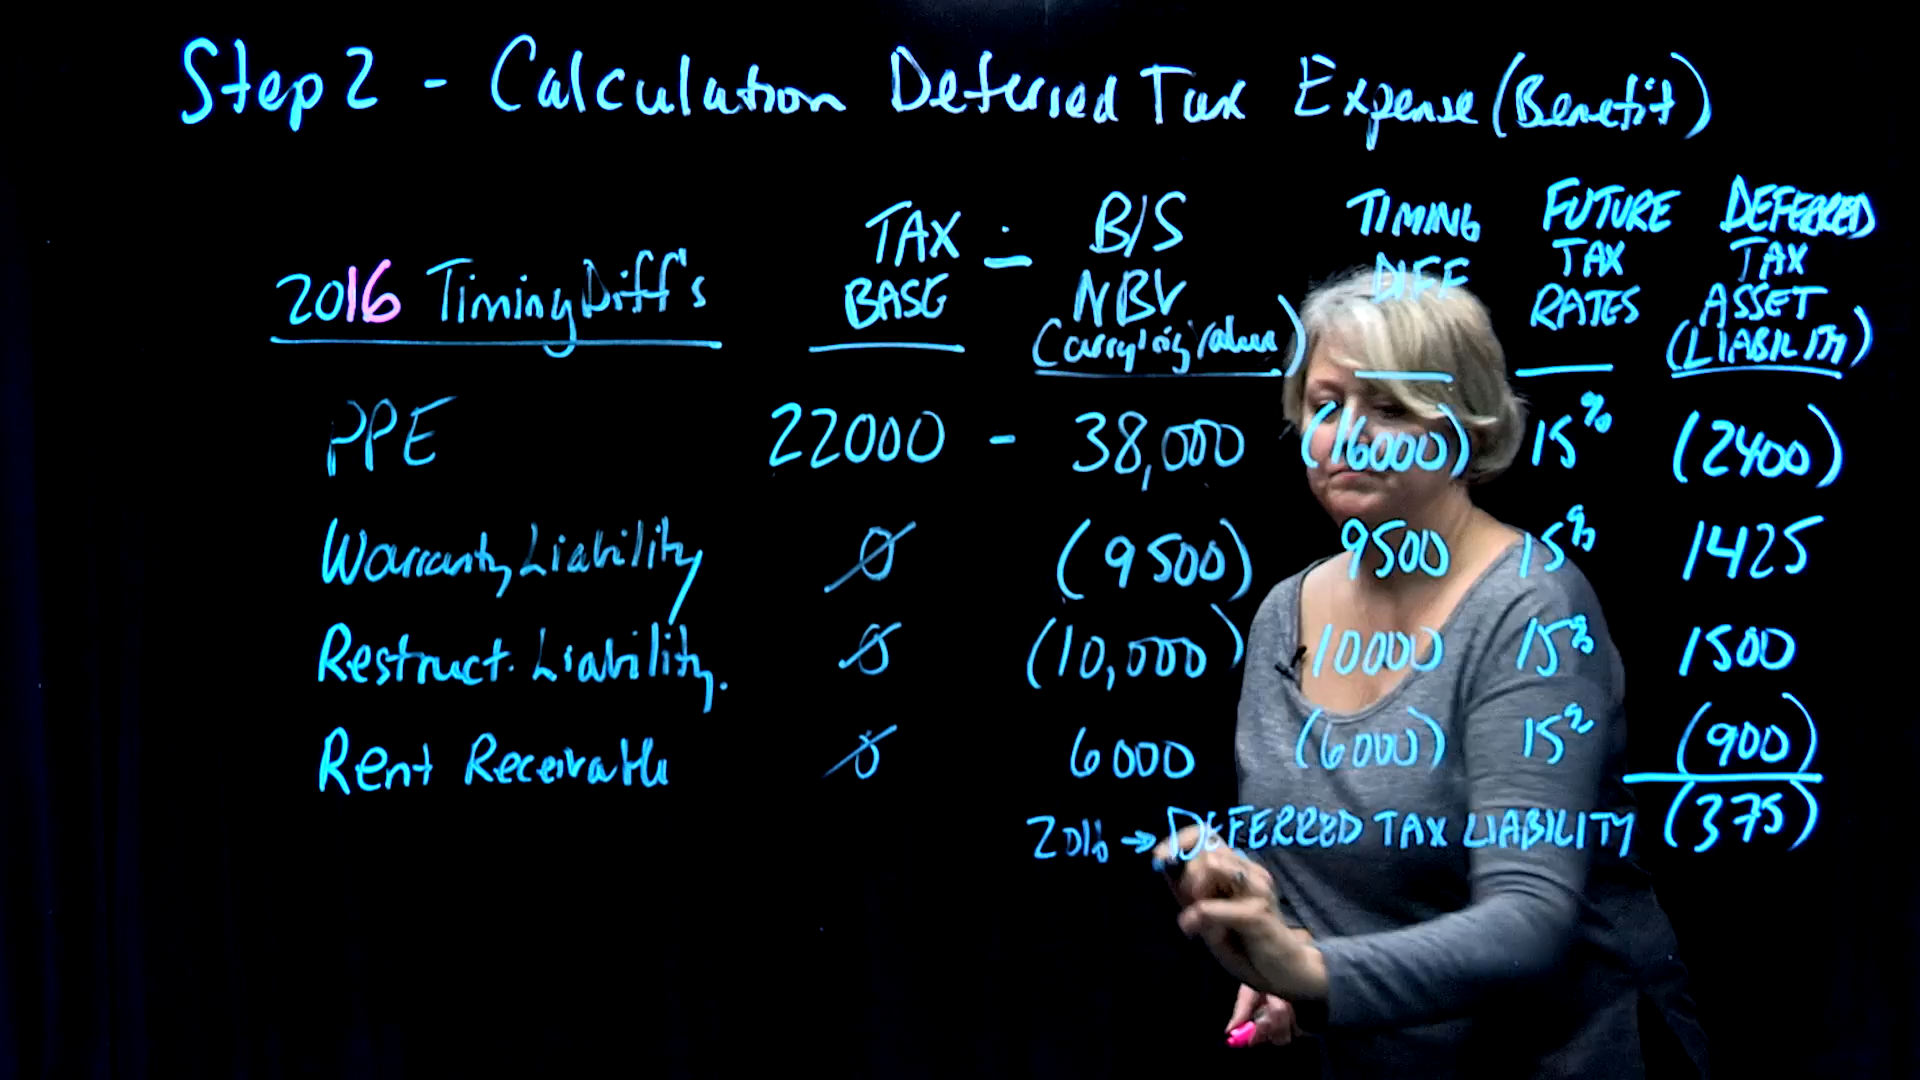 Step 2 - Calculation Deferred Tax Expense (Benefit)
2016 Timing Diff's
TAX BASE
-
B/S NBV (Carrying Value)
TIMING DIFF
FUTURE TAX RATES
DEFERRED TAX ASSET (LIABILITY)
PPE 22000 - 38,000 (16000) 15% (2400)
Warranty Liability Ø (9500) 9500 15% 1425
Restruct. Liability. Ø (10,000) 10000 15% 1500
Rent Receivable Ø 6000 (6000) 15% (900)
2016 → DEFERRED TAX LIABILITY (375)